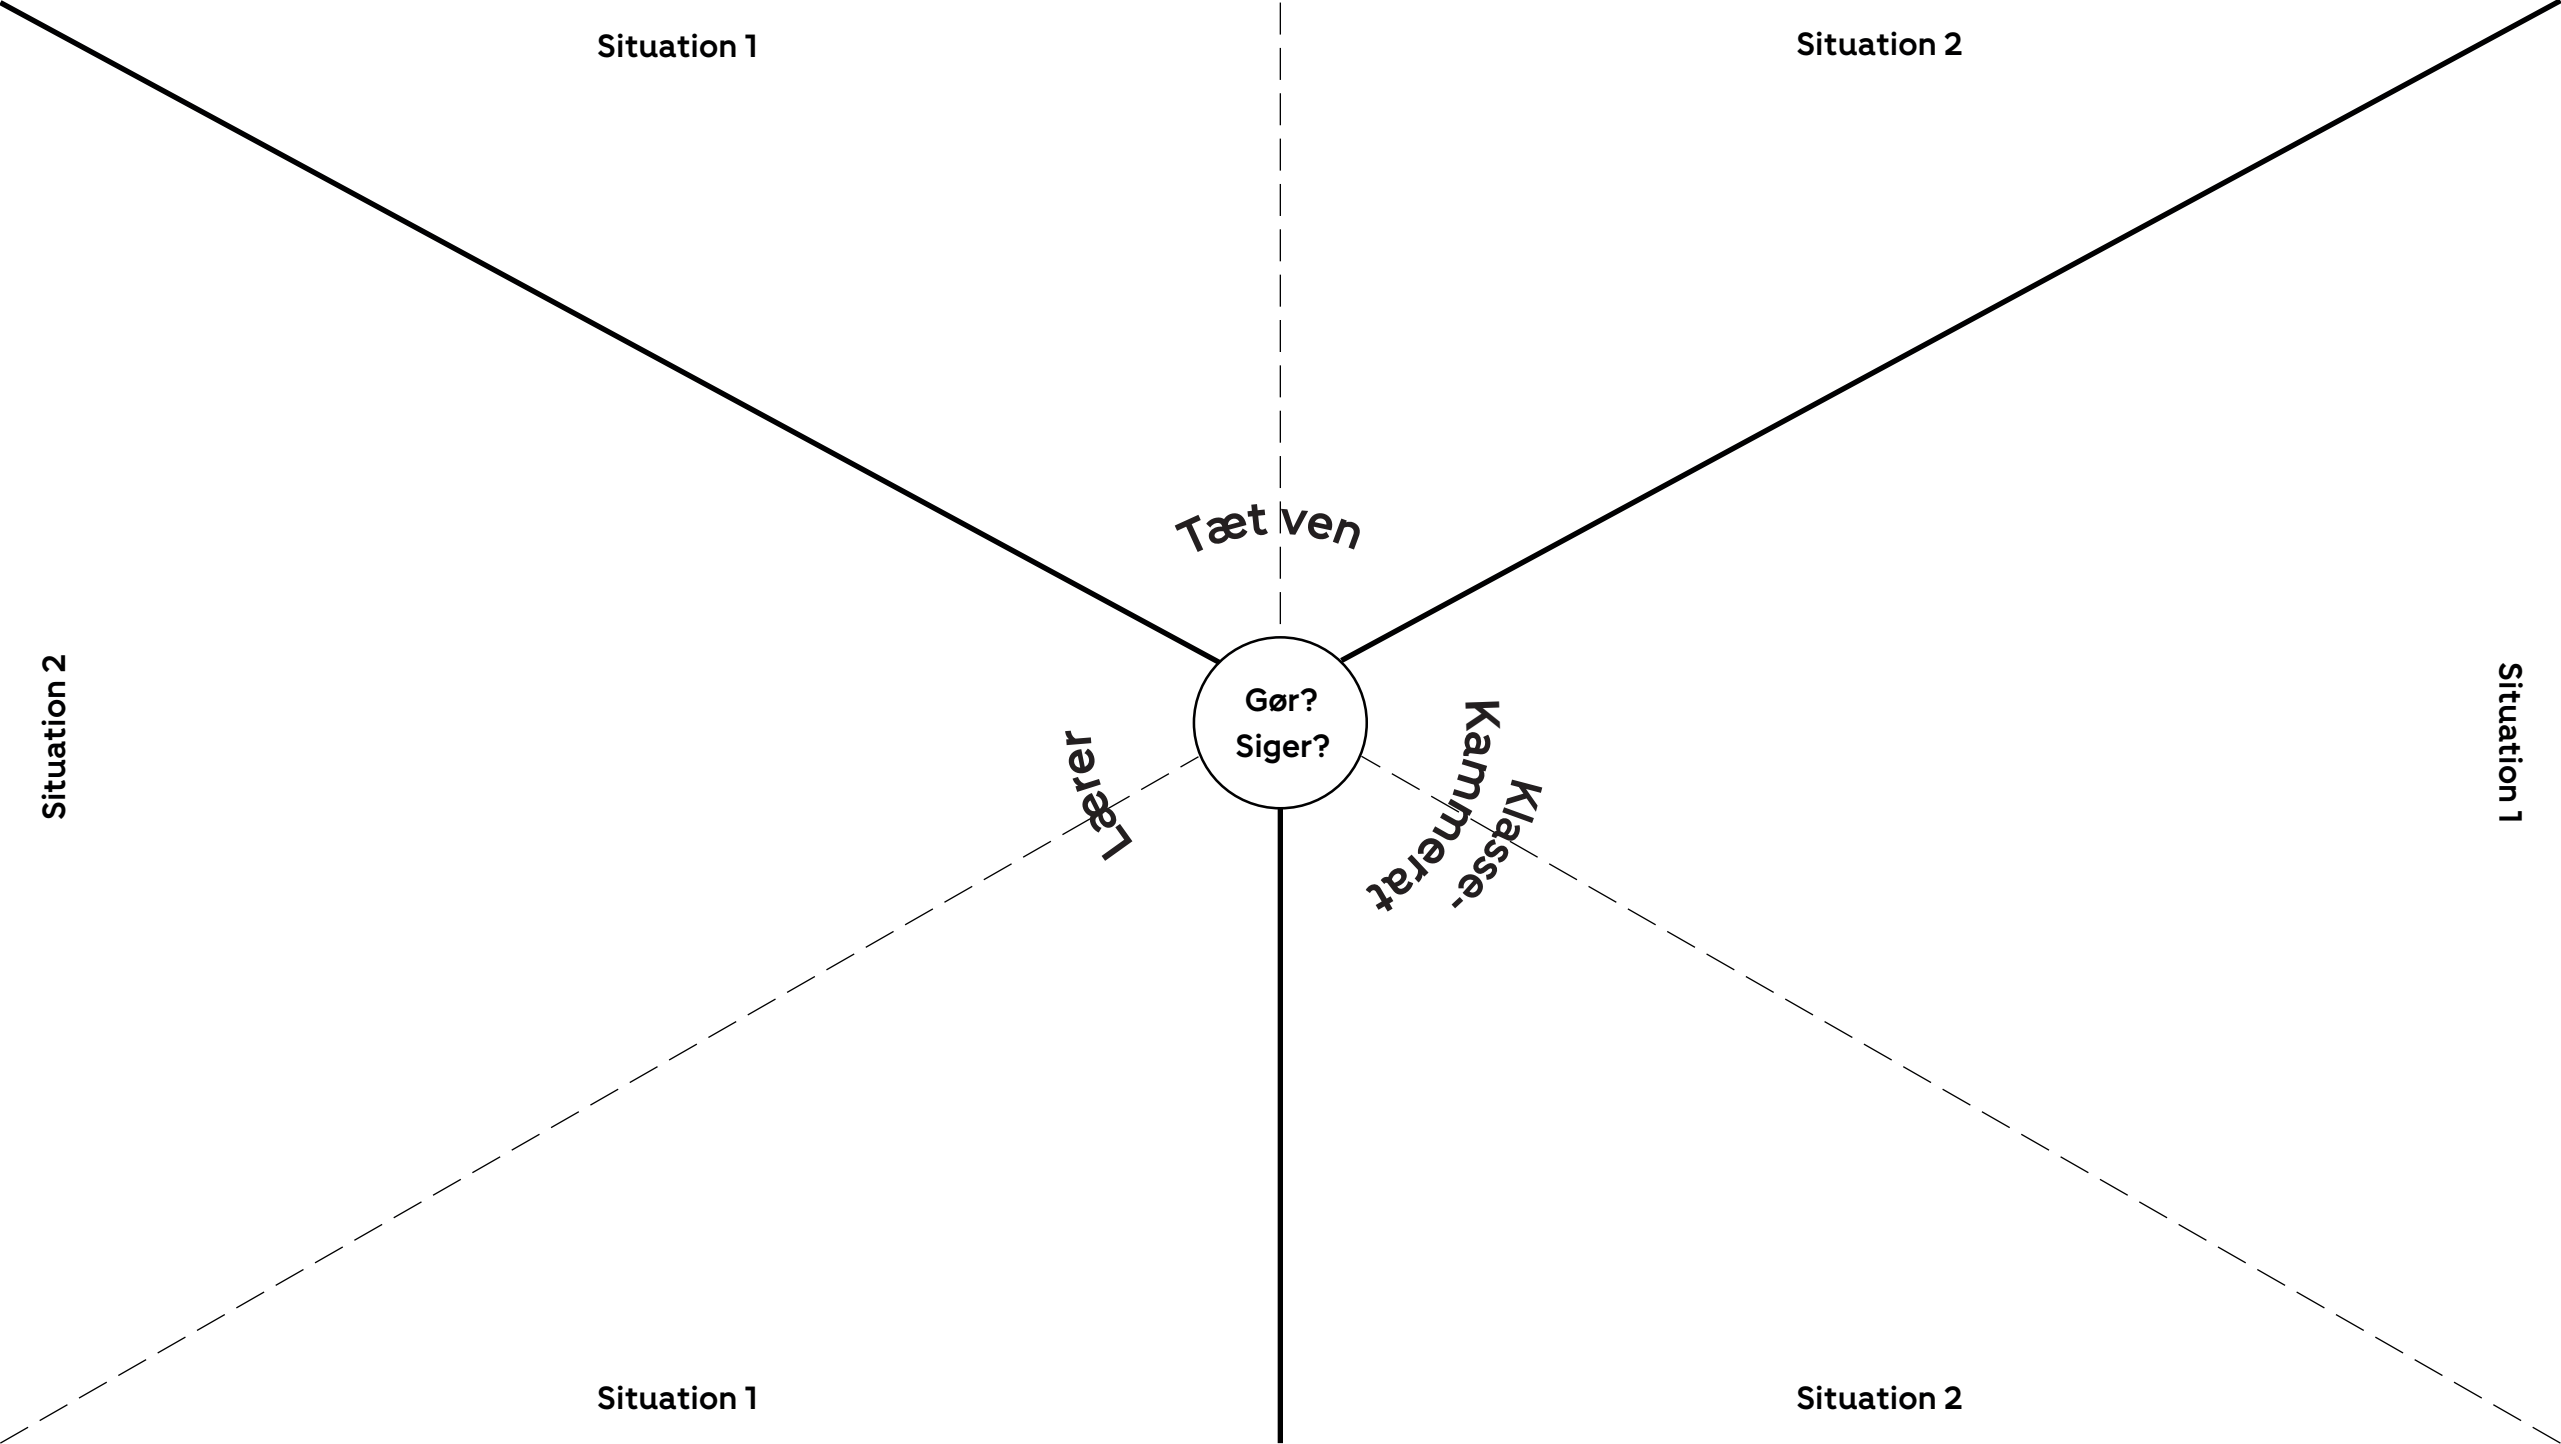 Situation 1
Situation 2
Tæt ven
Situation 2
Gør?
Siger?
Lærer
Klasse-
Kammerat
Situation 1
Situation 1
Situation 2